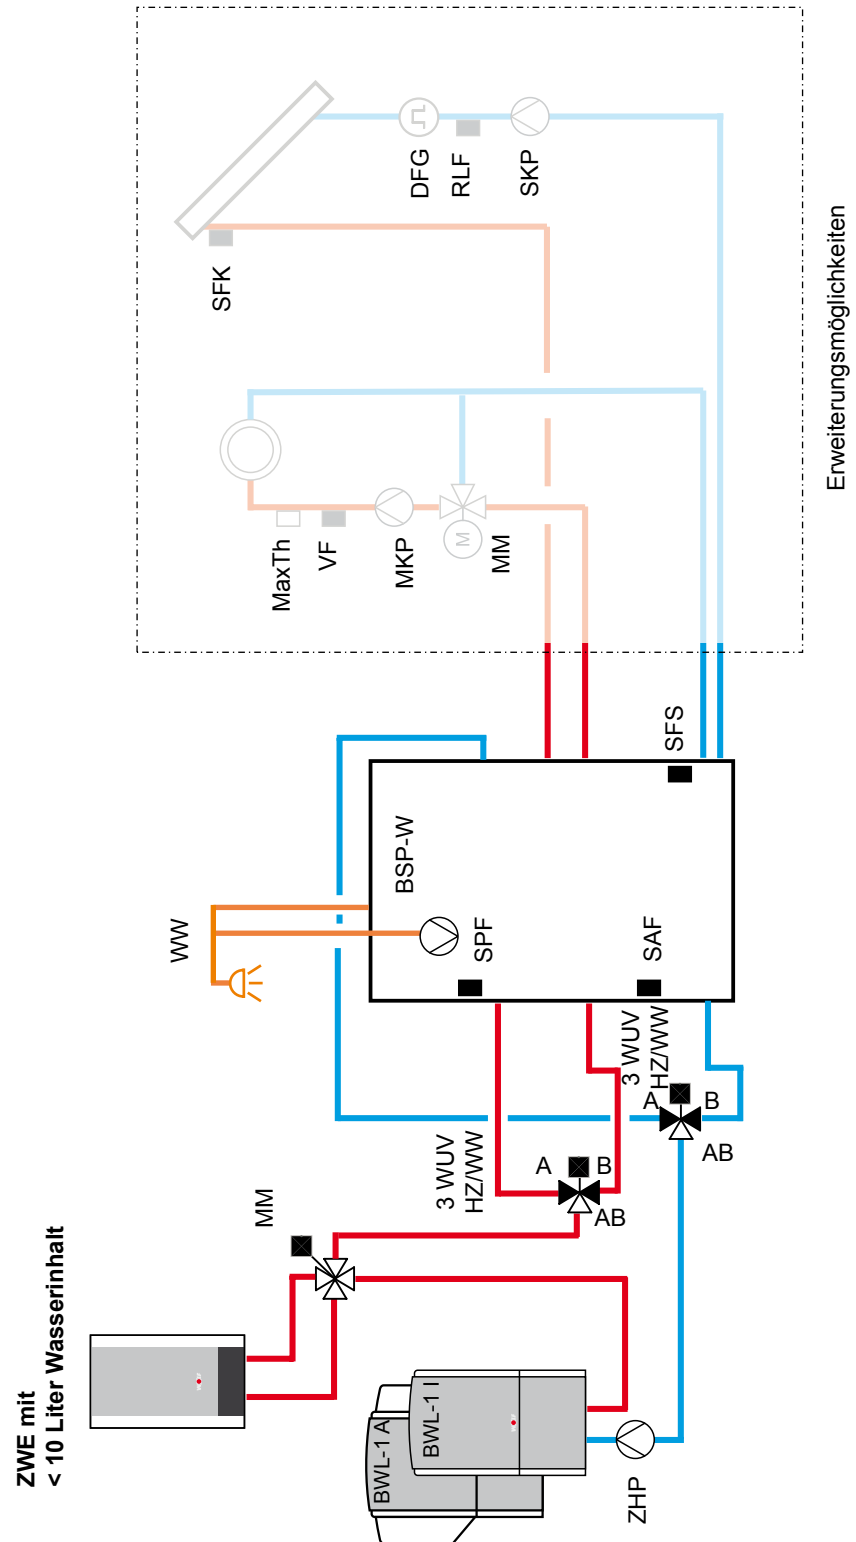 ZWE mit
< 10 Liter Wasserinhalt
BWL-1 A
BWL-1 I
ZHP
MM
3 WUV
HZ/WW
A
B
AB
3 WUV
HZ/WW
A
B
AB
WW
BSP-W
SPF
SAF
SFS
MaxTh
VF
MKP
M
MM
SFK
DFG
RLF
SKP
Erweiterungsmöglichkeiten